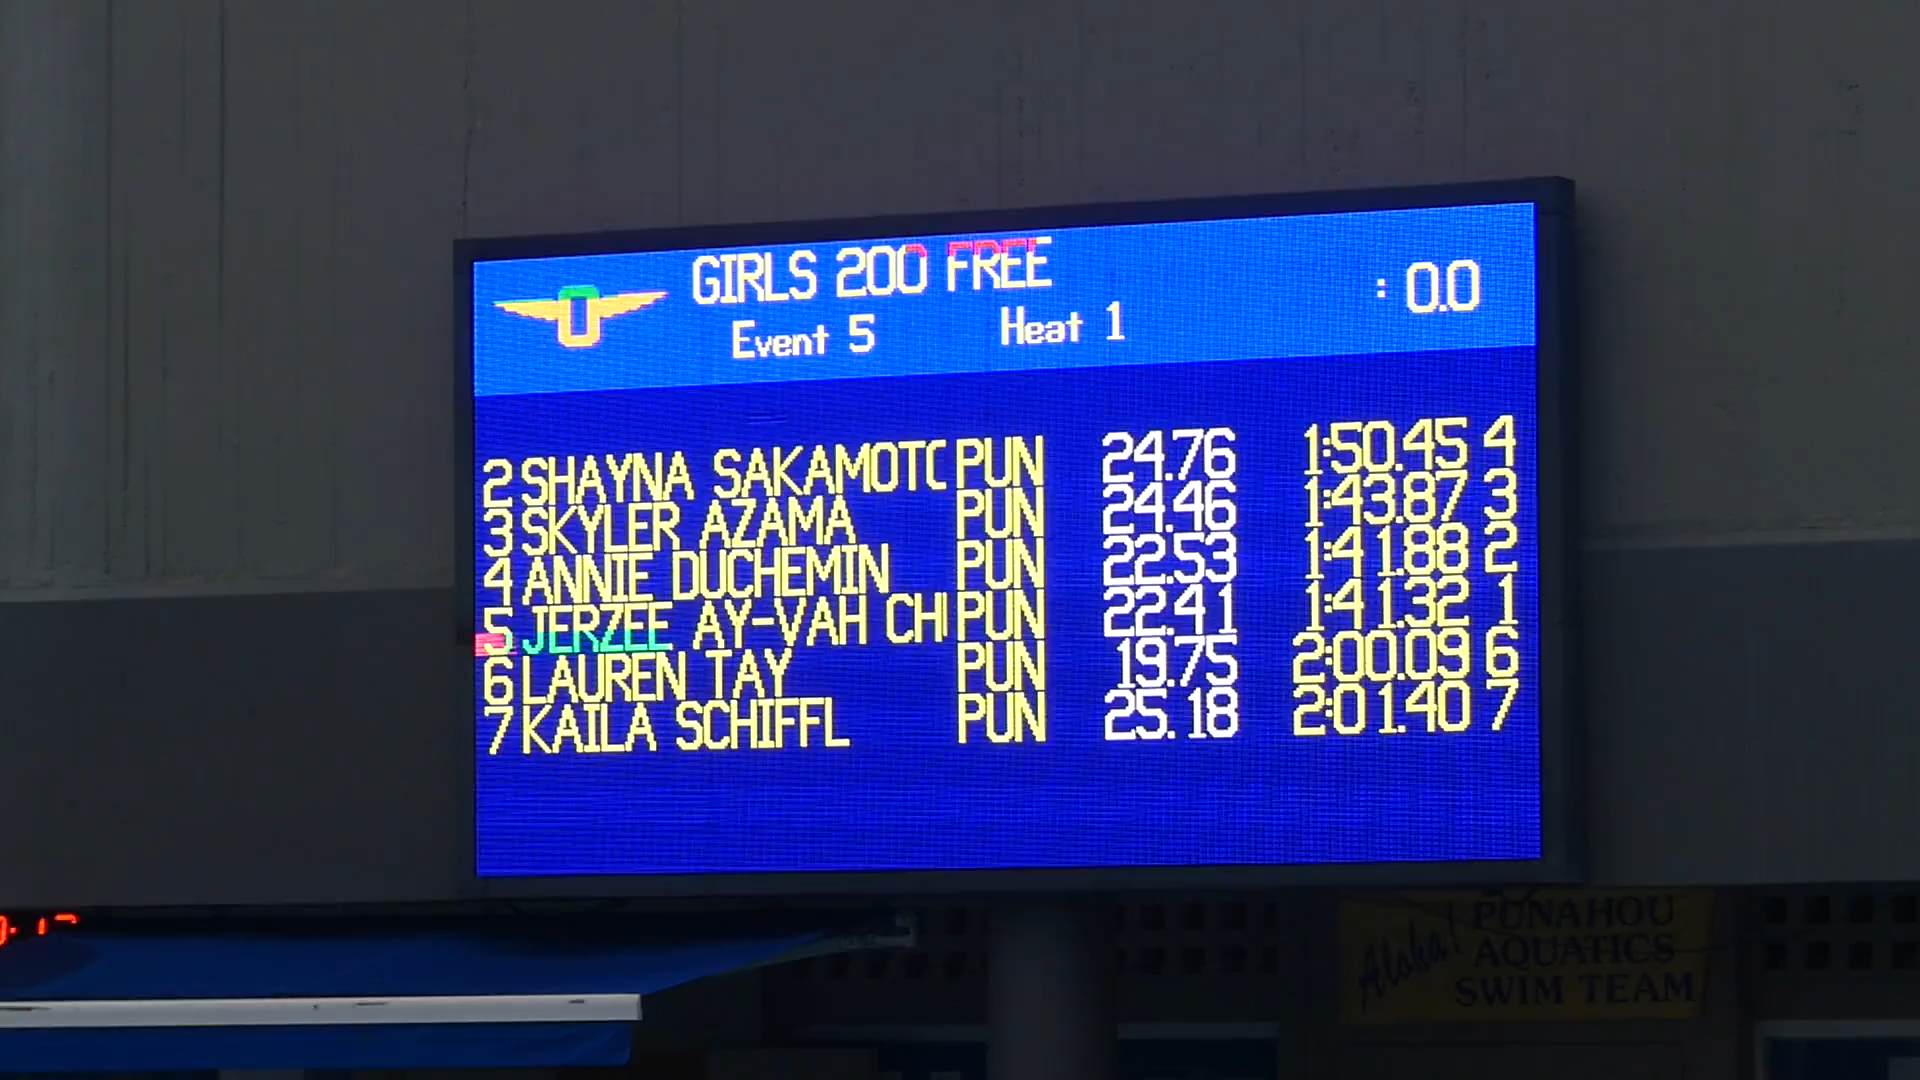 GIRLS 200 FREE
: 0.0
Event 5 Heat 1
2 SHAYNA SAKAMOTO PUN 24.76 1:50.45 4
3 SKYLER AZAMA PUN 24.46 1:43.87 3
4 ANNIE DUCHEMIN PUN 22.53 1:41.88 2
5 JERZEE AY-VAH CH PUN 22.41 1:41.32 1
6 LAUREN TAY PUN 19.75 2:00.09 6
7 KAILA SCHIFFL PUN 25.18 2:01.40 7
Aloha!
PUNAHOU
AQUATICS
SWIM TEAM